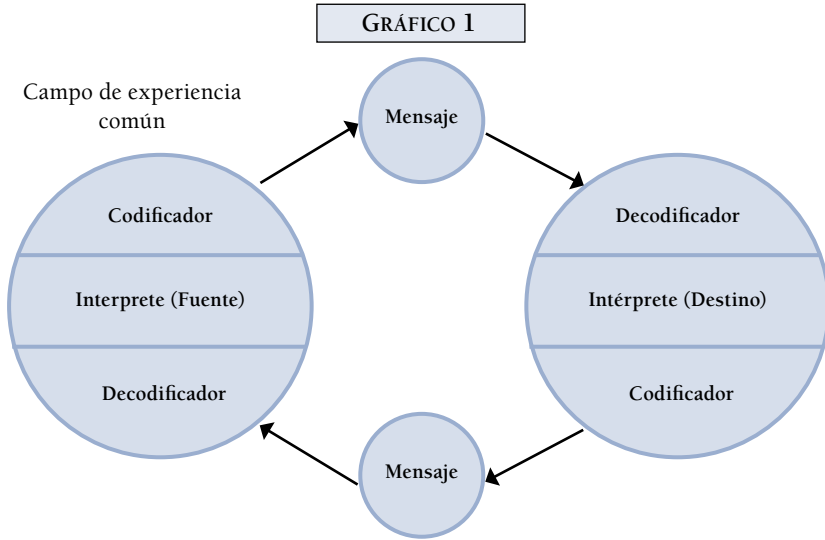 GRÁFICO 1
Campo de experiencia
común
Mensaje
Codificador
Interprete (Fuente)
Decodificador
Decodificador
Intérprete (Destino)
Codificador
Mensaje